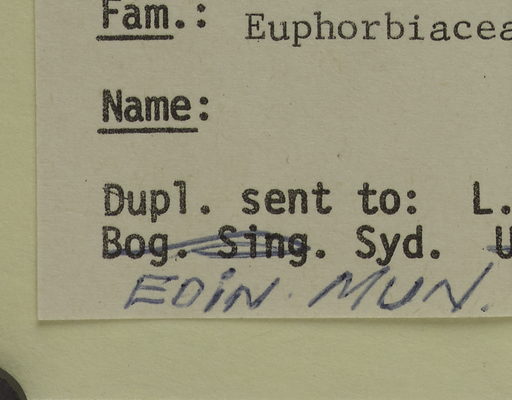 Fam.: Euphorbiacea
Name:
Dupl. sent to: L.
Bog. Sing. Syd. U
EDIN. MUN.